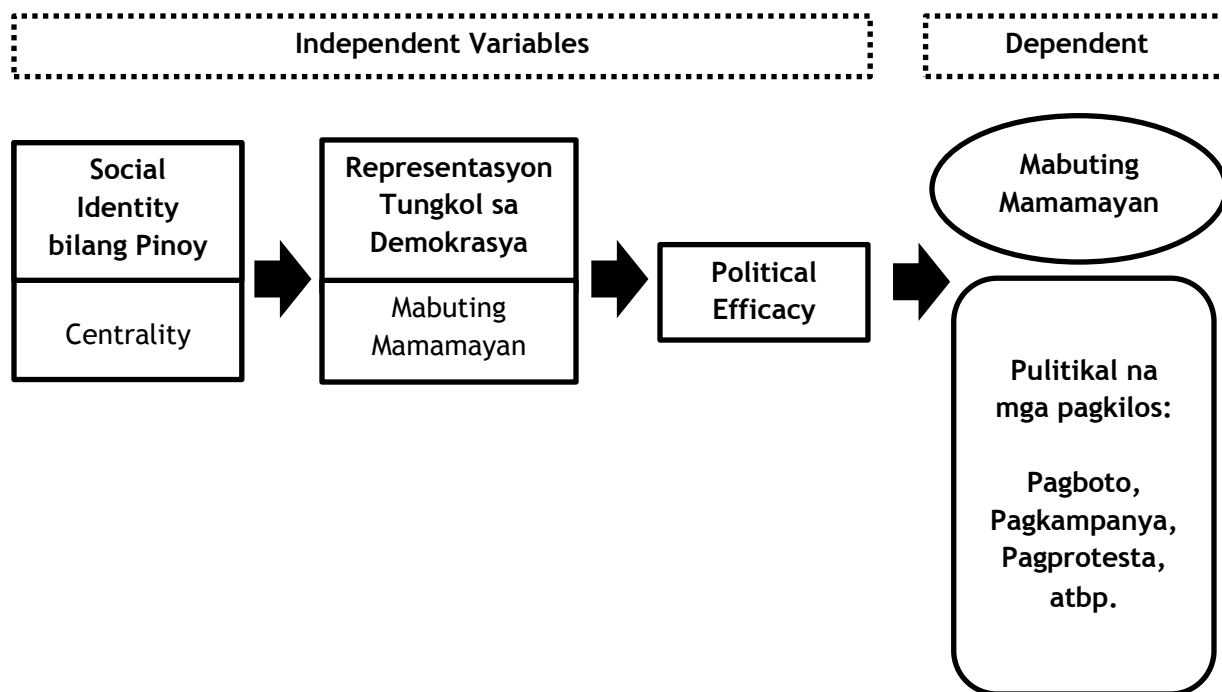 Independent Variables
Dependent
Social
Identity
bilang Pinoy
Centrality
Representasyon
Tungkol sa
Demokrasya
Mabuting
Mamamayan
Political
Efficacy
Mabuting
Mamamayan
Pulitikal na
mga pagkilos:
Pagboto,
Pagkampanya,
Pagprotesta,
atbp.